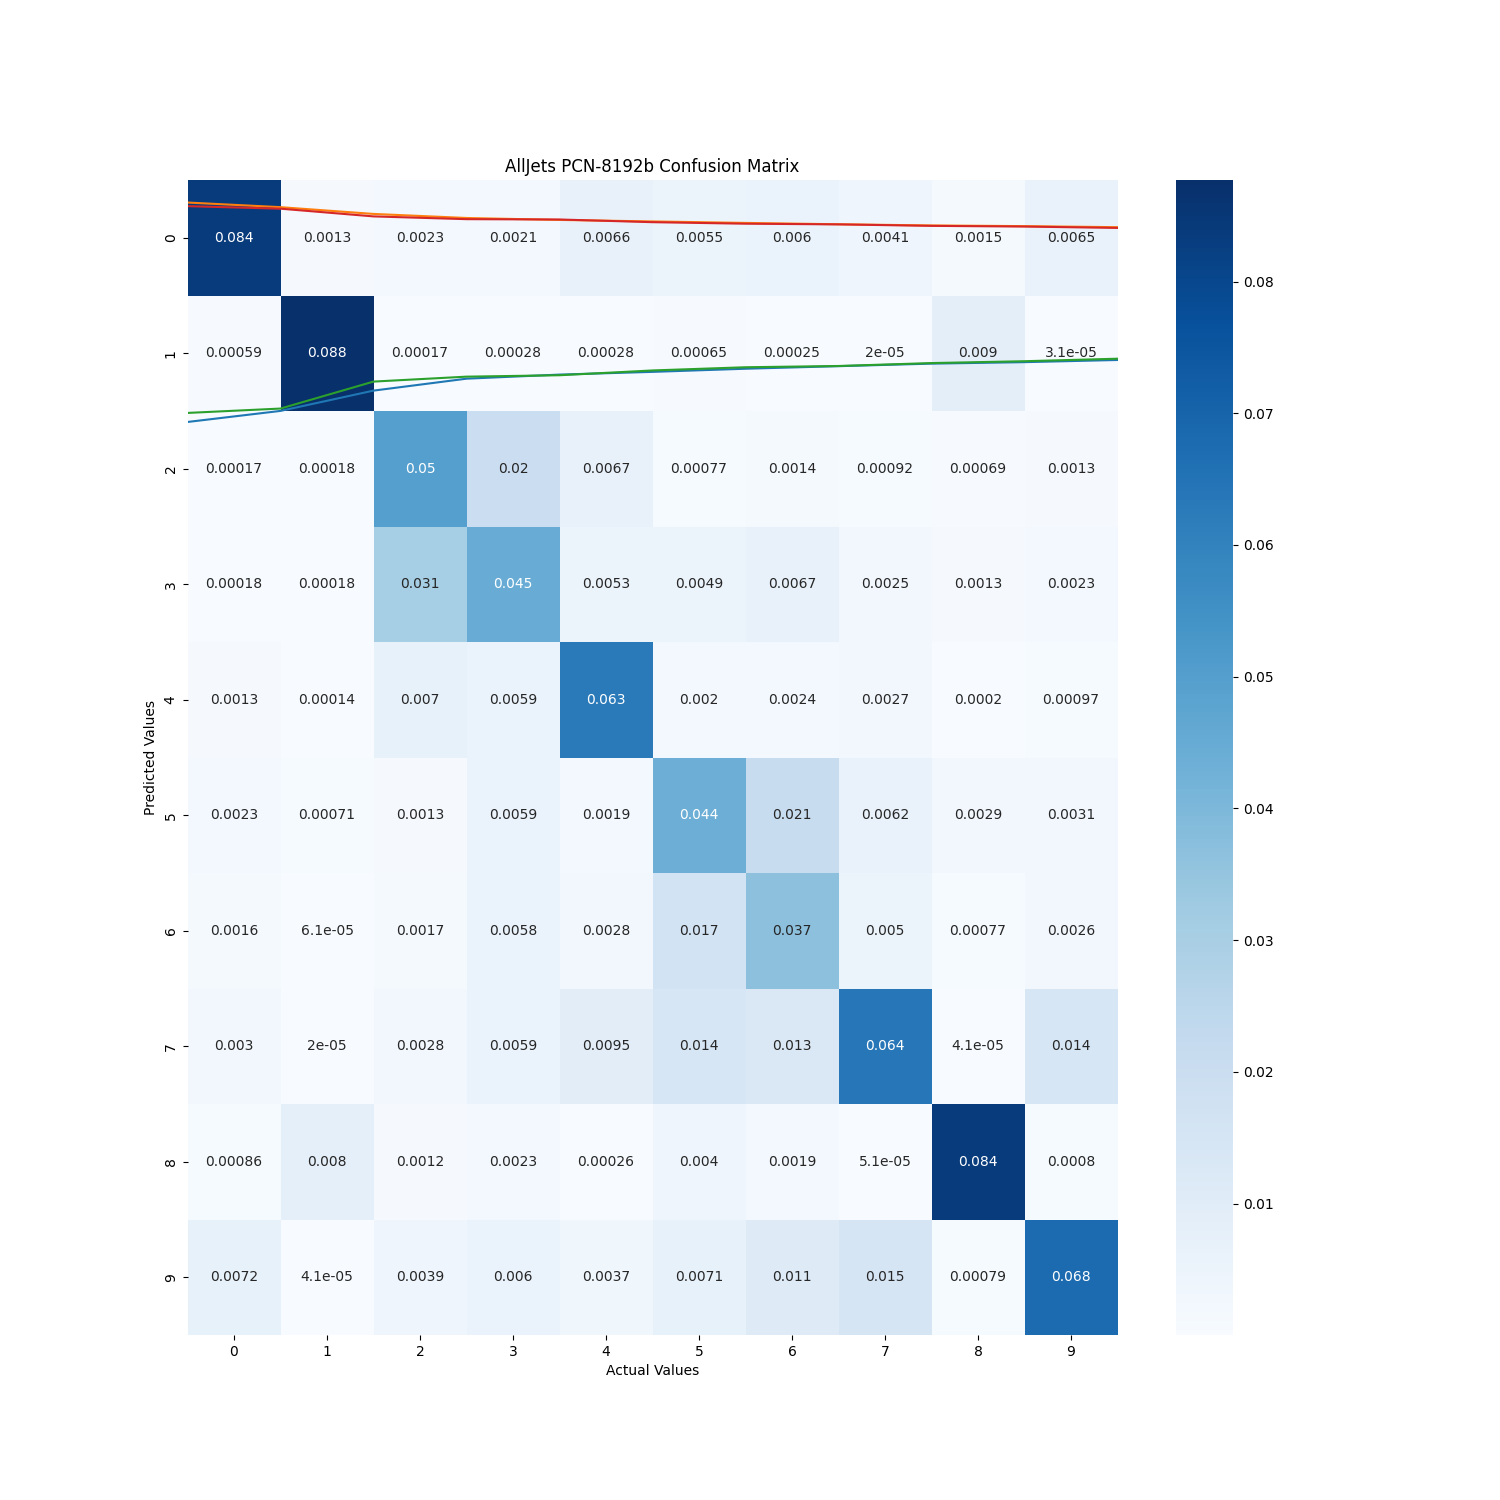 AllJets PCN-8192b Confusion Matrix
0 0.084 0.0013 0.0023 0.0021 0.0066 0.0055 0.006 0.0041 0.0015 0.0065
1 0.00059 0.088 0.00017 0.00028 0.00028 0.00065 0.00025 2e-05 0.009 3.1e-05
2 0.00017 0.00018 0.05 0.02 0.0067 0.00077 0.0014 0.00092 0.00069 0.0013
3 0.00018 0.00018 0.031 0.045 0.0053 0.0049 0.0067 0.0025 0.0013 0.0023
4 0.0013 0.00014 0.007 0.0059 0.063 0.002 0.0024 0.0027 0.0002 0.00097
5 0.0023 0.00071 0.0013 0.0059 0.0019 0.044 0.021 0.0062 0.0029 0.0031
6 0.0016 6.1e-05 0.0017 0.0058 0.0028 0.017 0.037 0.005 0.00077 0.0026
7 0.003 2e-05 0.0028 0.0059 0.0095 0.014 0.013 0.064 4.1e-05 0.014
8 0.00086 0.008 0.0012 0.0023 0.00026 0.004 0.0019 5.1e-05 0.084 0.0008
9 0.0072 4.1e-05 0.0039 0.006 0.0037 0.0071 0.011 0.015 0.00079 0.068
0 1 2 3 4 5 6 7 8 9
Actual Values
Predicted Values
0.08
0.07
0.06
0.05
0.04
0.03
0.02
0.01